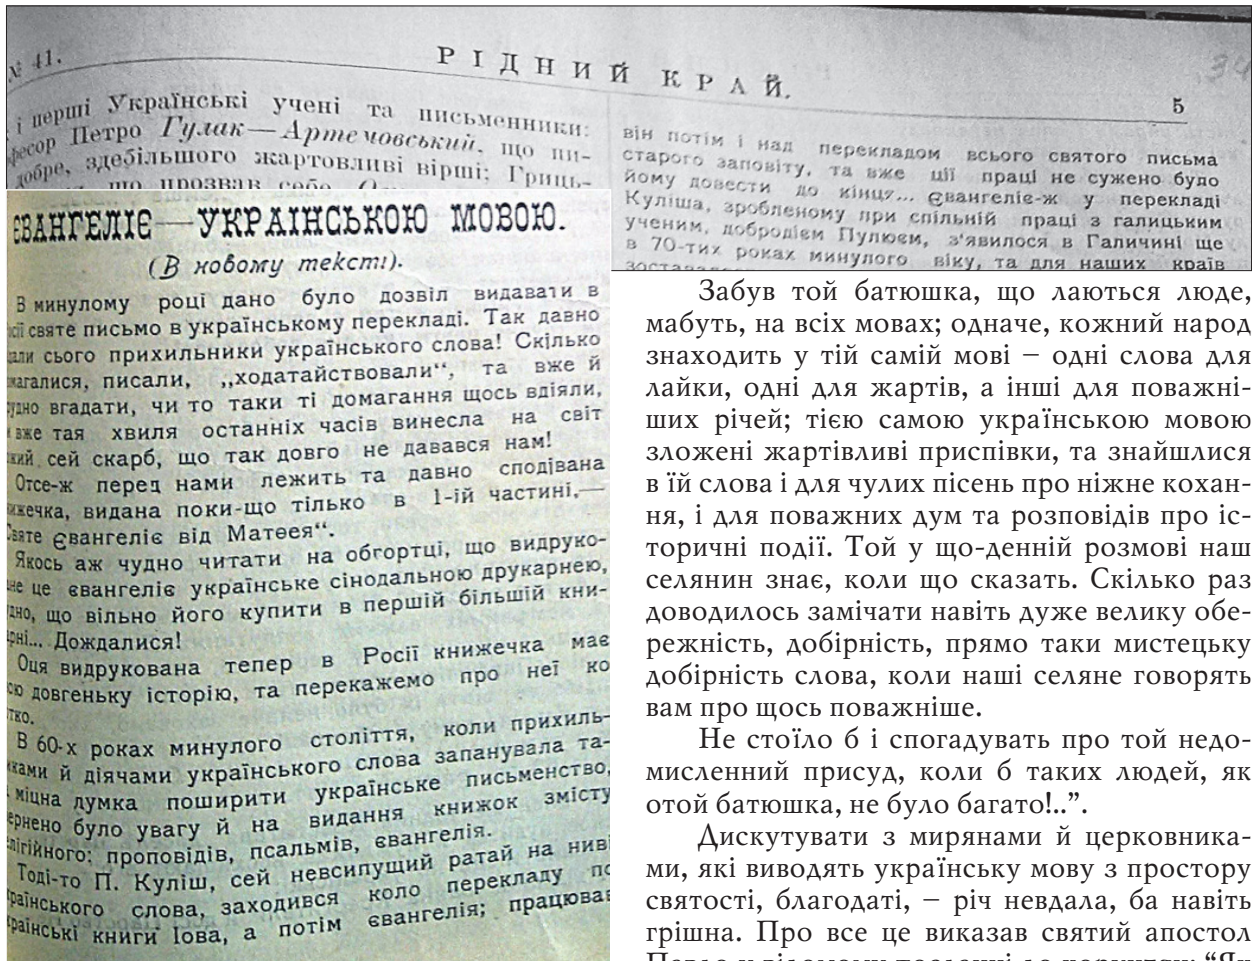 № 41.
РІДНИЙ КРАЙ.
5
34
і перші Українські учені та письменники:
Петро Гулак—Артемовський, що пи-
добре, здебільшого жартовливі вірші; Гриць-
що прозвав себе
він потім і над перекладом всього святого письма
старого заповіту, та вже ції праці не сужено було
йому довести до кінця... Євангеліє-ж у перекладі
Куліша, зробленому при спільній праці з галицьким
ученим, добродієм Пулюєм, з'явилося в Галичині ще
в 70-тих роках минулого віку, та для наших країв
ЄВАНГЕЛІЄ—УКРАІНСЬКОЮ МОВОЮ.
(В новому тексті).
В минулому році дано було дозвіл видавати в
святе письмо в українському перекладі. Так давно
сього прихильники українського слова! Скілько
писали, „ходатайствовали“, та вже й
вгадати, чи то таки ті домагання щось вдіяли,
вже тая хвиля останніх часів винесла на світ
сей скарб, що так довго не давався нам!
Отсе-ж перед нами лежить та давно сподівана
видана поки-що тілько в 1-ій частині,—
Євангеліє від Матѳея“.
Якось аж чудно читати на обгортці, що видруко-
це євангеліє українське сінодальною друкарнею,
що вільно його купити в першій більшій кни-
Дождалися!
Оця видрукована тепер в Росії книжечка має
довгеньку історію, та перекажемо про неї ко
В 60-х роках минулого століття, коли прихиль-
й діячами українського слова запанувала та-
міцна думка поширити українське письменство,
було увагу й на видання книжок змісту
проповідів, псальмів, євангелія.
Тоді-то П. Куліш, сей невсипущий ратай на ниві
слова, заходився коло перекладу по
книги Іова, а потім євангелія; працював
Забув той батюшка, що лаються люде,
мабуть, на всіх мовах; одначе, кожний народ
знаходить у тій самій мові – одні слова для
лайки, одні для жартів, а інші для поважні-
ших річей; тією самою українською мовою
зложені жартівливі приспівки, та знайшлися
в їй слова і для чулих пісень про ніжне кохан-
ня, і для поважних дум та розповідів про іс-
торичні події. Той у що-денній розмові наш
селянин знає, коли що сказать. Скілько раз
доводилось замічати навіть дуже велику обе-
режність, добірність, прямо таки мистецьку
добірність слова, коли наші селяне говорять
вам про щось поважніше.
Не стоїло б і спогадувать про той недо-
мисленний присуд, коли б таких людей, як
отой батюшка, не було багато!..”.
Дискутувати з мирянами й церковника-
ми, які виводять українську мову з простору
святості, благодаті, – річ невдала, ба навіть
грішна. Про все це виказав святий апостол